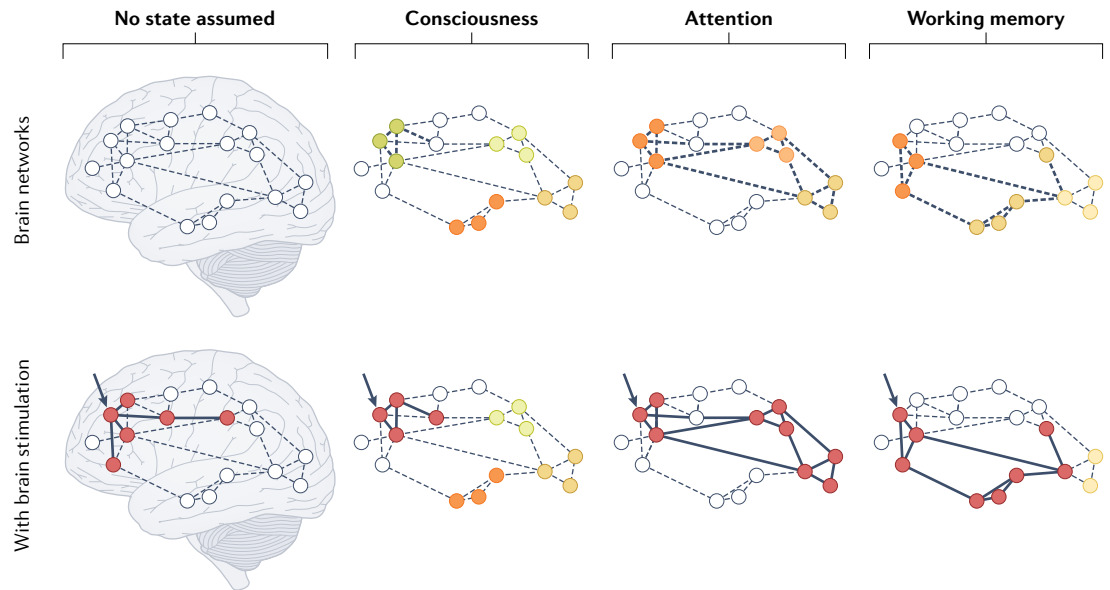 No state assumed
Consciousness
Attention
Working memory
Brain networks
With brain stimulation